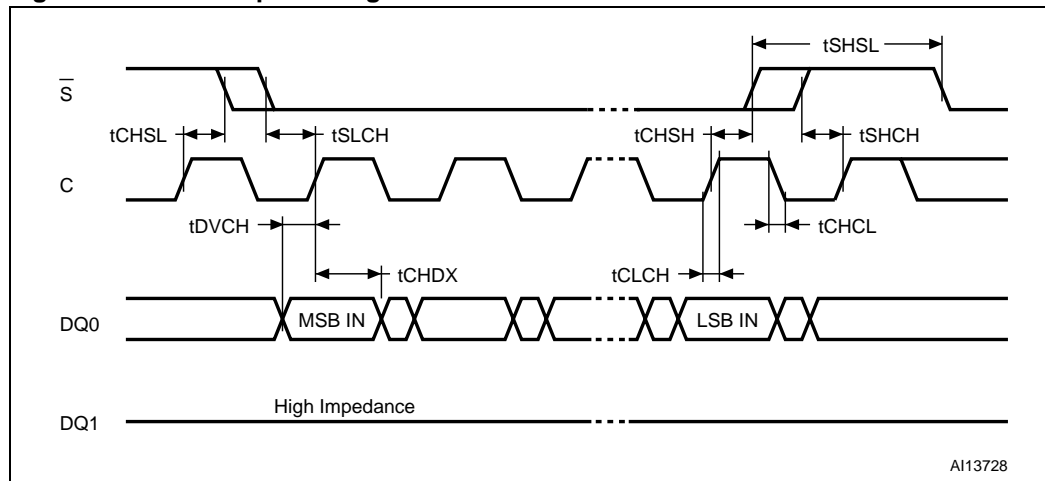 tSHSL
S
tCHSL
tSLCH
tCHSH
tSHCH
C
tDVCH
tCHCL
tCHDX
tCLCH
DQ0
MSB IN
LSB IN
High Impedance
DQ1
AI13728